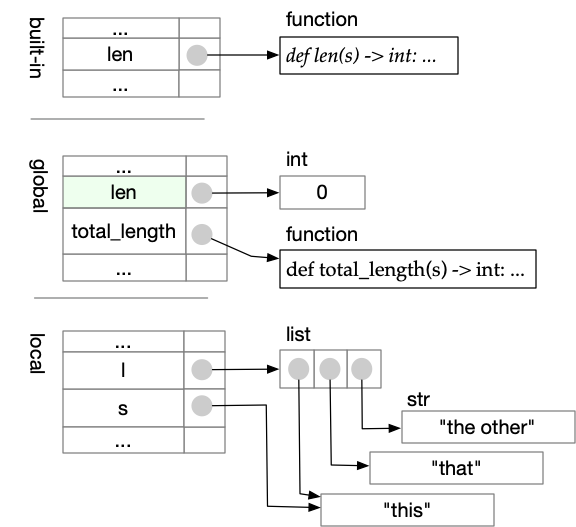 built-in
...
len
...
function
def len(s) -> int: ...
global
...
len
total_length
...
int
0
function
def total_length(s) -> int: ...
local
...
l
s
...
list
str
"the other"
"that"
"this"